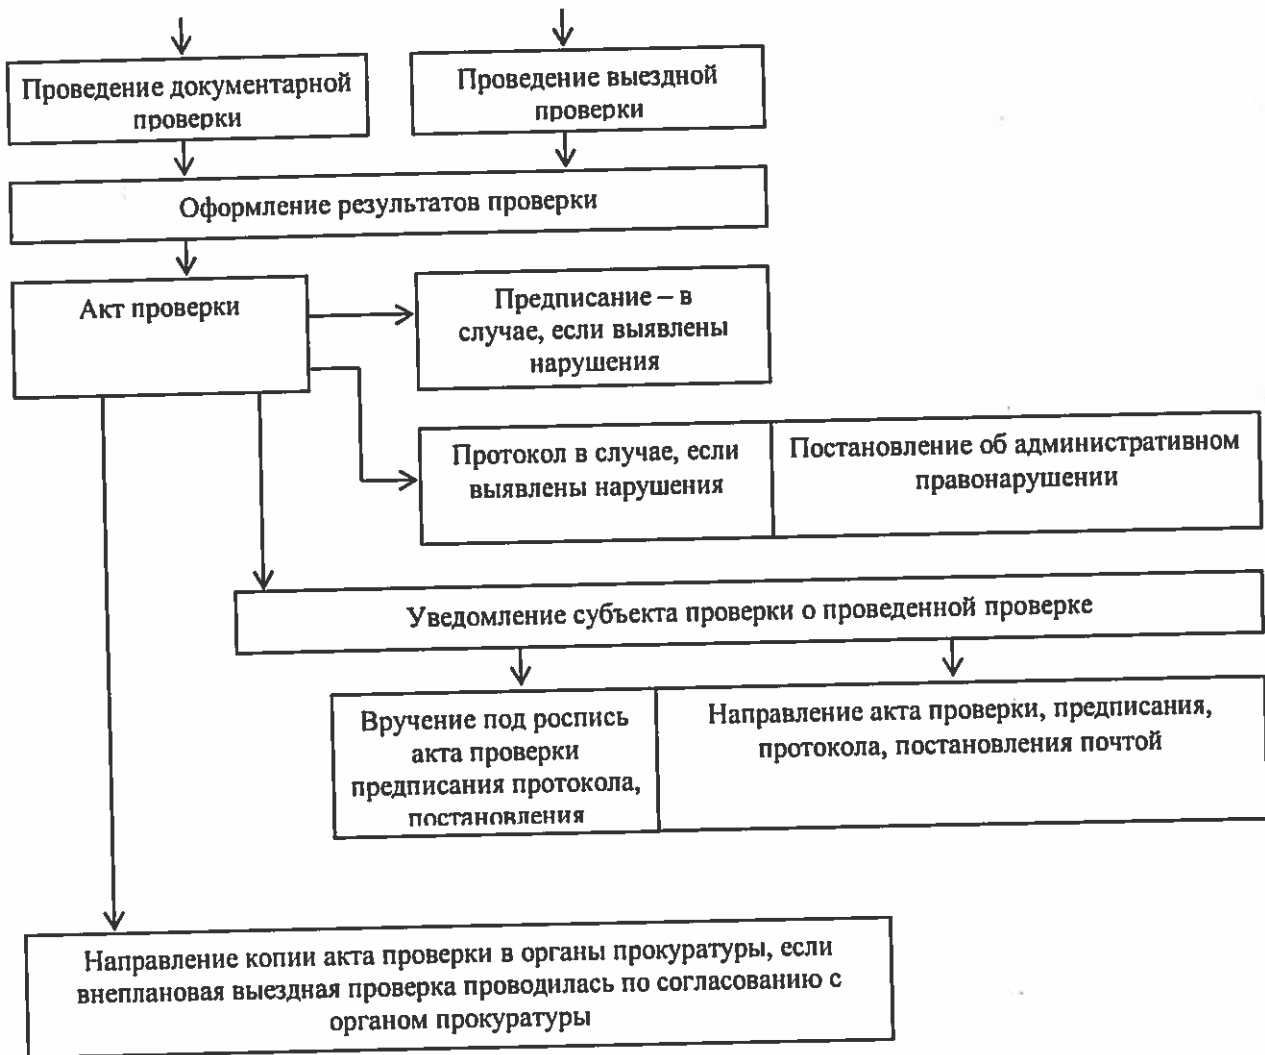 Проведение документарной
проверки
Проведение выездной
проверки
Оформление результатов проверки
Акт проверки
Предписание – в
случае, если выявлены
нарушения
Протокол в случае, если
выявлены нарушения
Постановление об административном
правонарушении
Уведомление субъекта проверки о проведенной проверке
Вручение под роспись
акта проверки
предписания протокола,
постановления
Направление акта проверки, предписания,
протокола, постановления почтой
Направление копии акта проверки в органы прокуратуры, если
внеплановая выездная проверка проводилась по согласованию с
органом прокуратуры